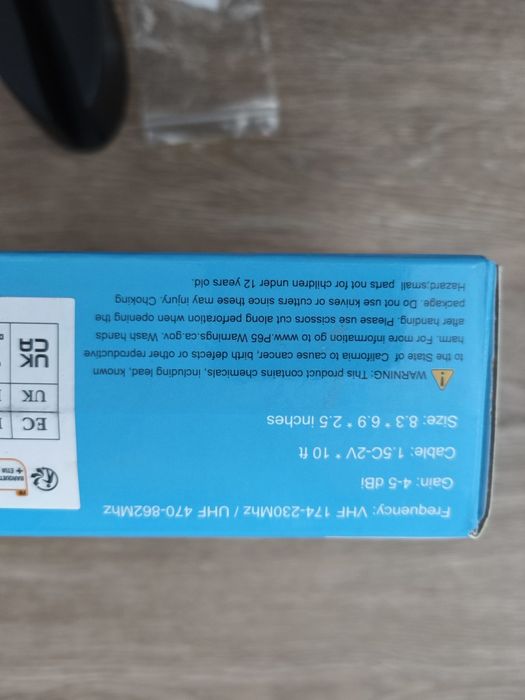 Frequency: VHF 174-230Mhz / UHF 470-862Mhz
Gain: 4-5 dBi
Cable: 1.5C-2V * 10 ft
Size: 8.3 * 6.9 * 2.5 inches
WARNING: This product contains chemicals, including lead, known
to the State of California to cause cancer, birth defects or other reproductive
harm. For more information go to www.P65 Warnings.ca.gov. Wash hands
after handing. Please use scissors cut along perforation when opening the
package. Do not use knives or cutters since these may injury. Choking
Hazard;small parts not for children under 12 years old.
FR
BARQUETTE
EC
UK
UK
CA